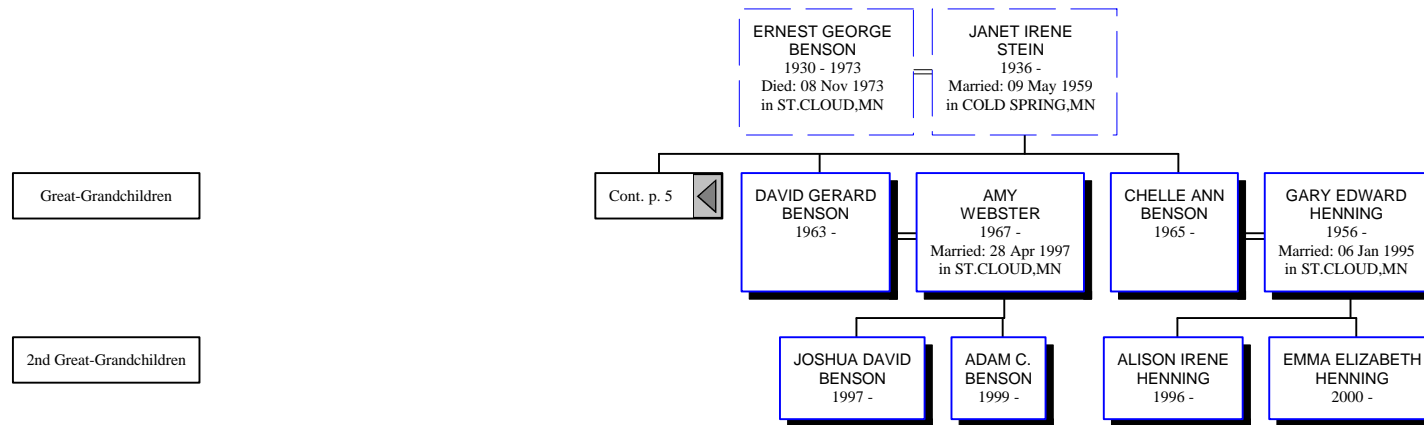 ERNEST GEORGE
BENSON
1930 - 1973
Died: 08 Nov 1973
in ST.CLOUD,MN
JANET IRENE
STEIN
1936 -
Married: 09 May 1959
in COLD SPRING,MN
Great-Grandchildren
Cont. p. 5
DAVID GERARD
BENSON
1963 -
AMY
WEBSTER
1967 -
Married: 28 Apr 1997
in ST.CLOUD,MN
CHELLE ANN
BENSON
1965 -
GARY EDWARD
HENNING
1956 -
Married: 06 Jan 1995
in ST.CLOUD,MN
2nd Great-Grandchildren
JOSHUA DAVID
BENSON
1997 -
ADAM C.
BENSON
1999 -
ALISON IRENE
HENNING
1996 -
EMMA ELIZABETH
HENNING
2000 -